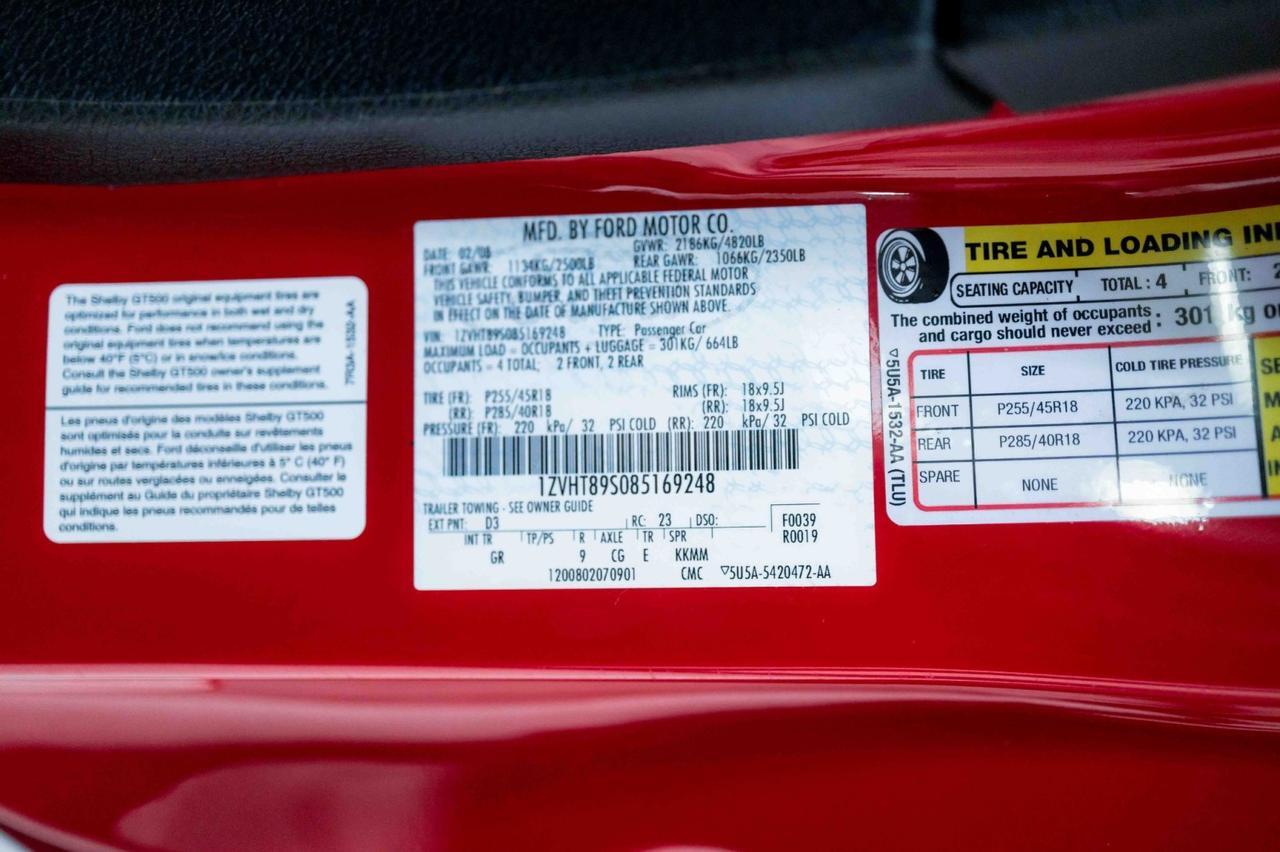 The Shelby GT500 original equipment tires are
optimized for performance in both wet and dry
conditions. Ford does not recommend using the
original equipment tires when temperatures are
below 40°F (5°C) or in snow/ice conditions.
Consult the Shelby GT500 owner's supplement
guide for recommended tires in these conditions.
7R3A-1532-AA
Les pneus d'origine des modèles Shelby GT500
sont optimisés pour la conduite sur revêtements
humides et secs. Ford déconseille d'utiliser les pneus
d'origine par températures inférieures à 5° C (40° F)
ou sur routes verglacées ou enneigées. Consulter le
supplément au Guide du propriétaire Shelby GT500
qui indique les pneus recommandés pour de telles
conditions.
MFD. BY FORD MOTOR CO.
DATE: 02/08 GVWR: 2186KG/4820LB
FRONT GAWR: 1134KG/2500LB REAR GAWR: 1066KG/2350LB
THIS VEHICLE CONFORMS TO ALL APPLICABLE FEDERAL MOTOR
VEHICLE SAFETY, BUMPER, AND THEFT PREVENTION STANDARDS
IN EFFECT ON THE DATE OF MANUFACTURE SHOWN ABOVE.
VIN: 1ZVHT89S085169248 TYPE: Passenger Car
MAXIMUM LOAD = OCCUPANTS + LUGGAGE = 301KG/ 664LB
OCCUPANTS = 4 TOTAL; 2 FRONT, 2 REAR
TIRE (FR): P255/45R18 RIMS (FR): 18x9.5J
(RR): P285/40R18 (RR): 18x9.5J
PRESSURE (FR): 220 kPa/ 32 PSI COLD (RR): 220 kPa/ 32 PSI COLD
1ZVHT89S085169248
TRAILER TOWING - SEE OWNER GUIDE
EXT PNT: D3 RC: 23 DSO: F0039
INT TR TP/PS R AXLE TR SPR R0019
GR 9 CG E KKMM
1200802070901 CMC ▽5U5A-5420472-AA
TIRE AND LOADING IN
SEATING CAPACITY TOTAL : 4 FRONT: 2
The combined weight of occupants
and cargo should never exceed : 301 kg o
▽5U5A-1532-AA (TLU)
TIRE SIZE COLD TIRE PRESSURE
FRONT P255/45R18 220 KPA, 32 PSI
REAR P285/40R18 220 KPA, 32 PSI
SPARE NONE NONE